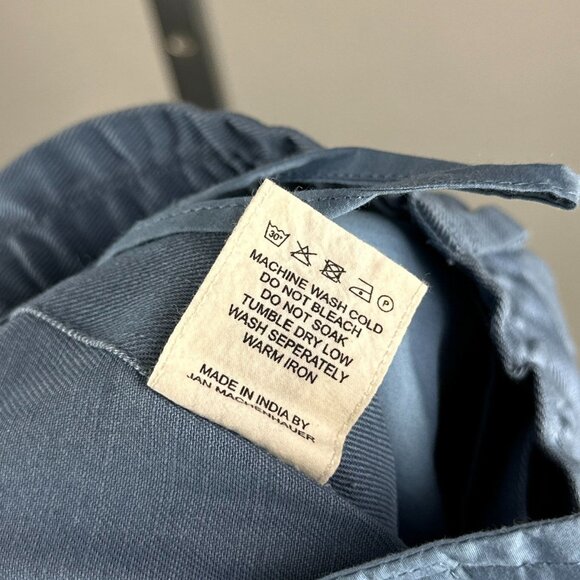 30°
P
MACHINE WASH COLD
DO NOT BLEACH
DO NOT SOAK
TUMBLE DRY LOW
WASH SEPERATELY
WARM IRON
MADE IN INDIA BY
JAN MACHENHAUER